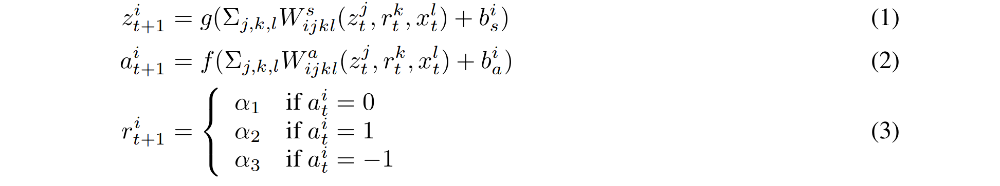 z^i_{t+1} = g(Σ_{j,k,l} W^s_{ijkl}(z^j_t, r^k_t, x^l_t) + b^i_s) (1)
a^i_{t+1} = f(Σ_{j,k,l} W^a_{ijkl}(z^j_t, r^k_t, x^l_t) + b^i_a) (2)
r^i_{t+1} = { α_1 if a^i_t = 0
α_2 if a^i_t = 1 (3)
α_3 if a^i_t = −1